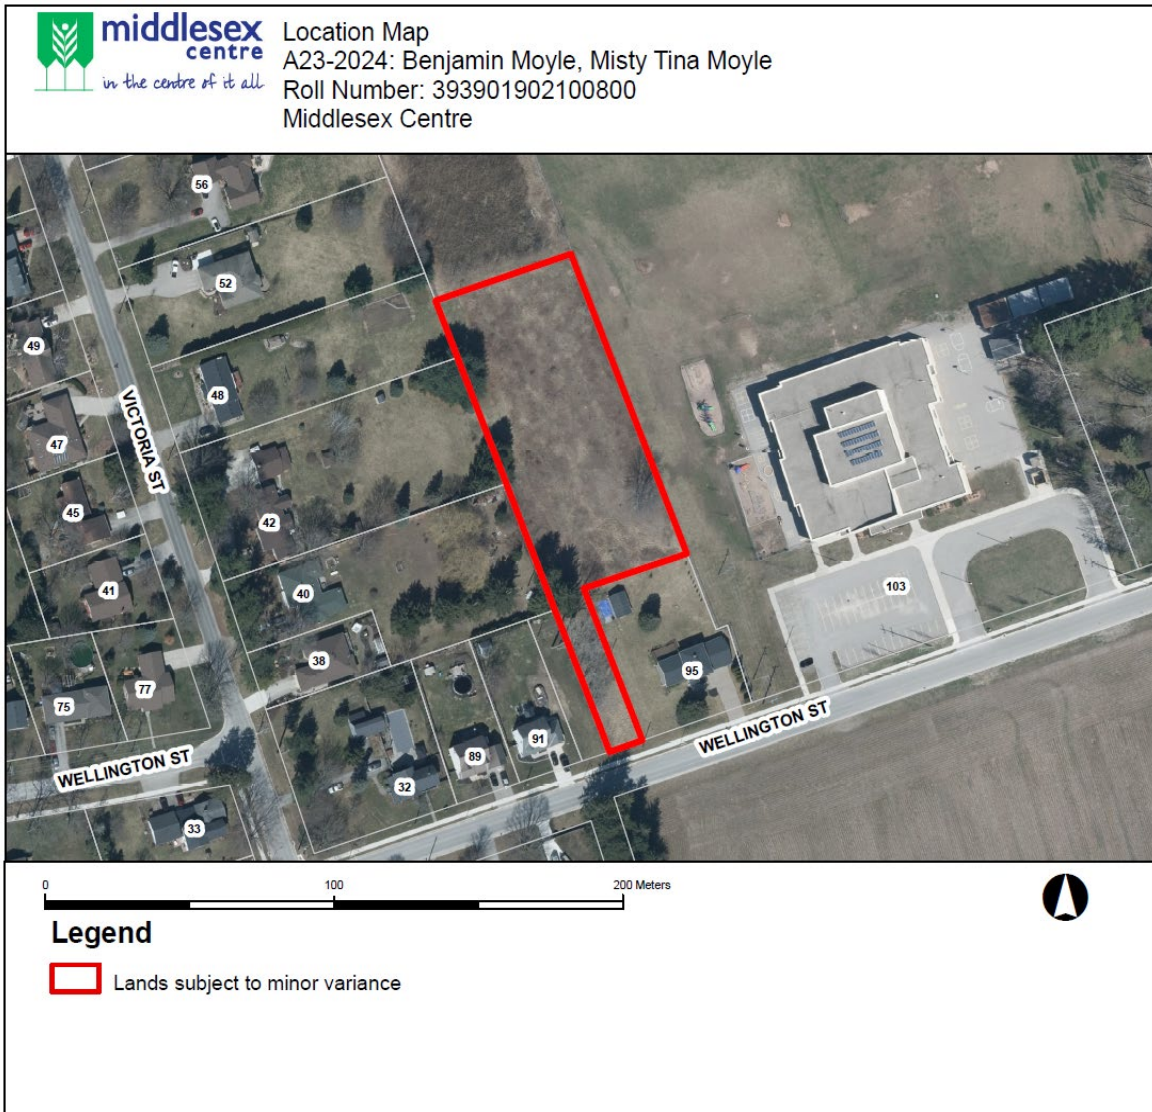 middlesex
centre
in the centre of it all
Location Map
A23-2024: Benjamin Moyle, Misty Tina Moyle
Roll Number: 393901902100800
Middlesex Centre
56
52
49
48
VICTORIA ST
47
45
42
41
40
103
38
95
77
75
WELLINGTON ST
91
89
WELLINGTON ST
32
33
0 100 200 Meters
Legend
Lands subject to minor variance